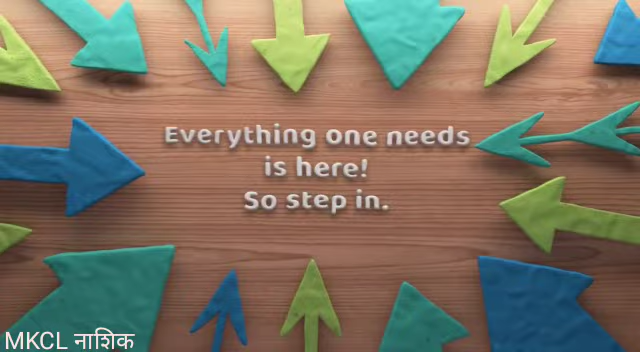 Everything one needs
is here!
So step in.
MKCL नाशिक